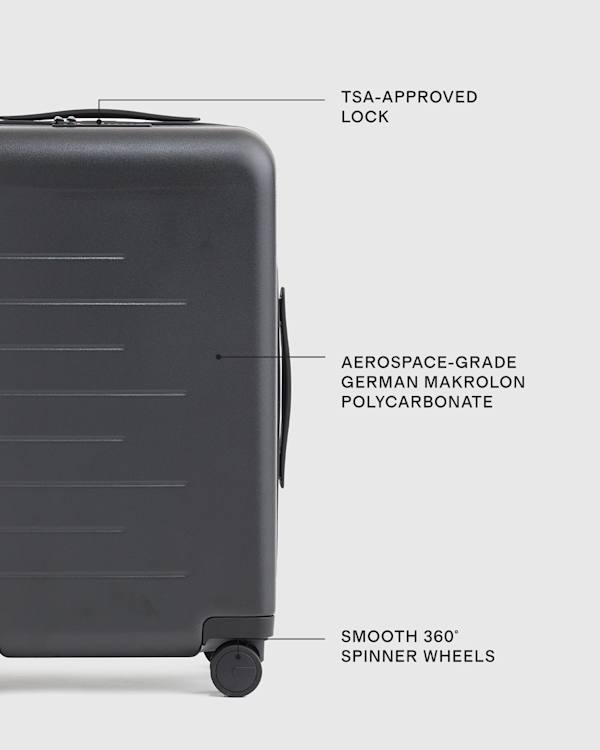 TSA-APPROVED
LOCK
AEROSPACE-GRADE
GERMAN MAKROLON
POLYCARBONATE
SMOOTH 360°
SPINNER WHEELS